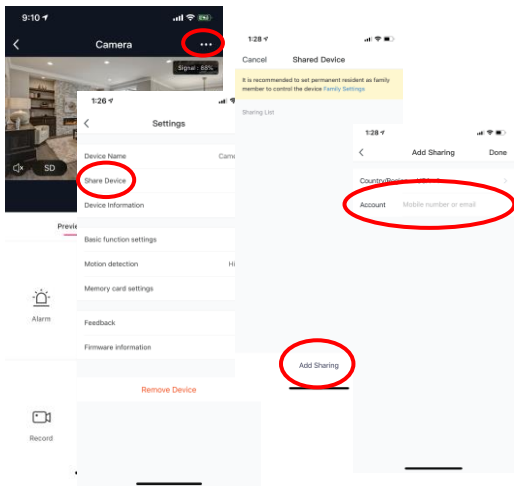 9:10
Camera
Signal: 68%
SD
Alarm
Record
1:26
Settings
Device Name
Share Device
Device Information
Basic function settings
Motion detection
Memory card settings
Feedback
Firmware information
Remove Device
1:28
Cancel
Shared Device
It is recommended to set permanent resident as family
member to control the device Family Settings
Sharing List
Add Sharing
1:28
Add Sharing
Done
Account
Mobile number or email